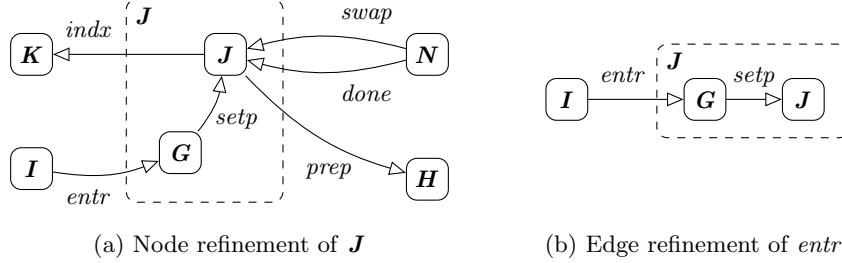 J
swap
indx
K
J
N
J
entr
setp
done
I
G
J
setp
G
I
prep
H
entr
(a) Node refinement of J
(b) Edge refinement of entr